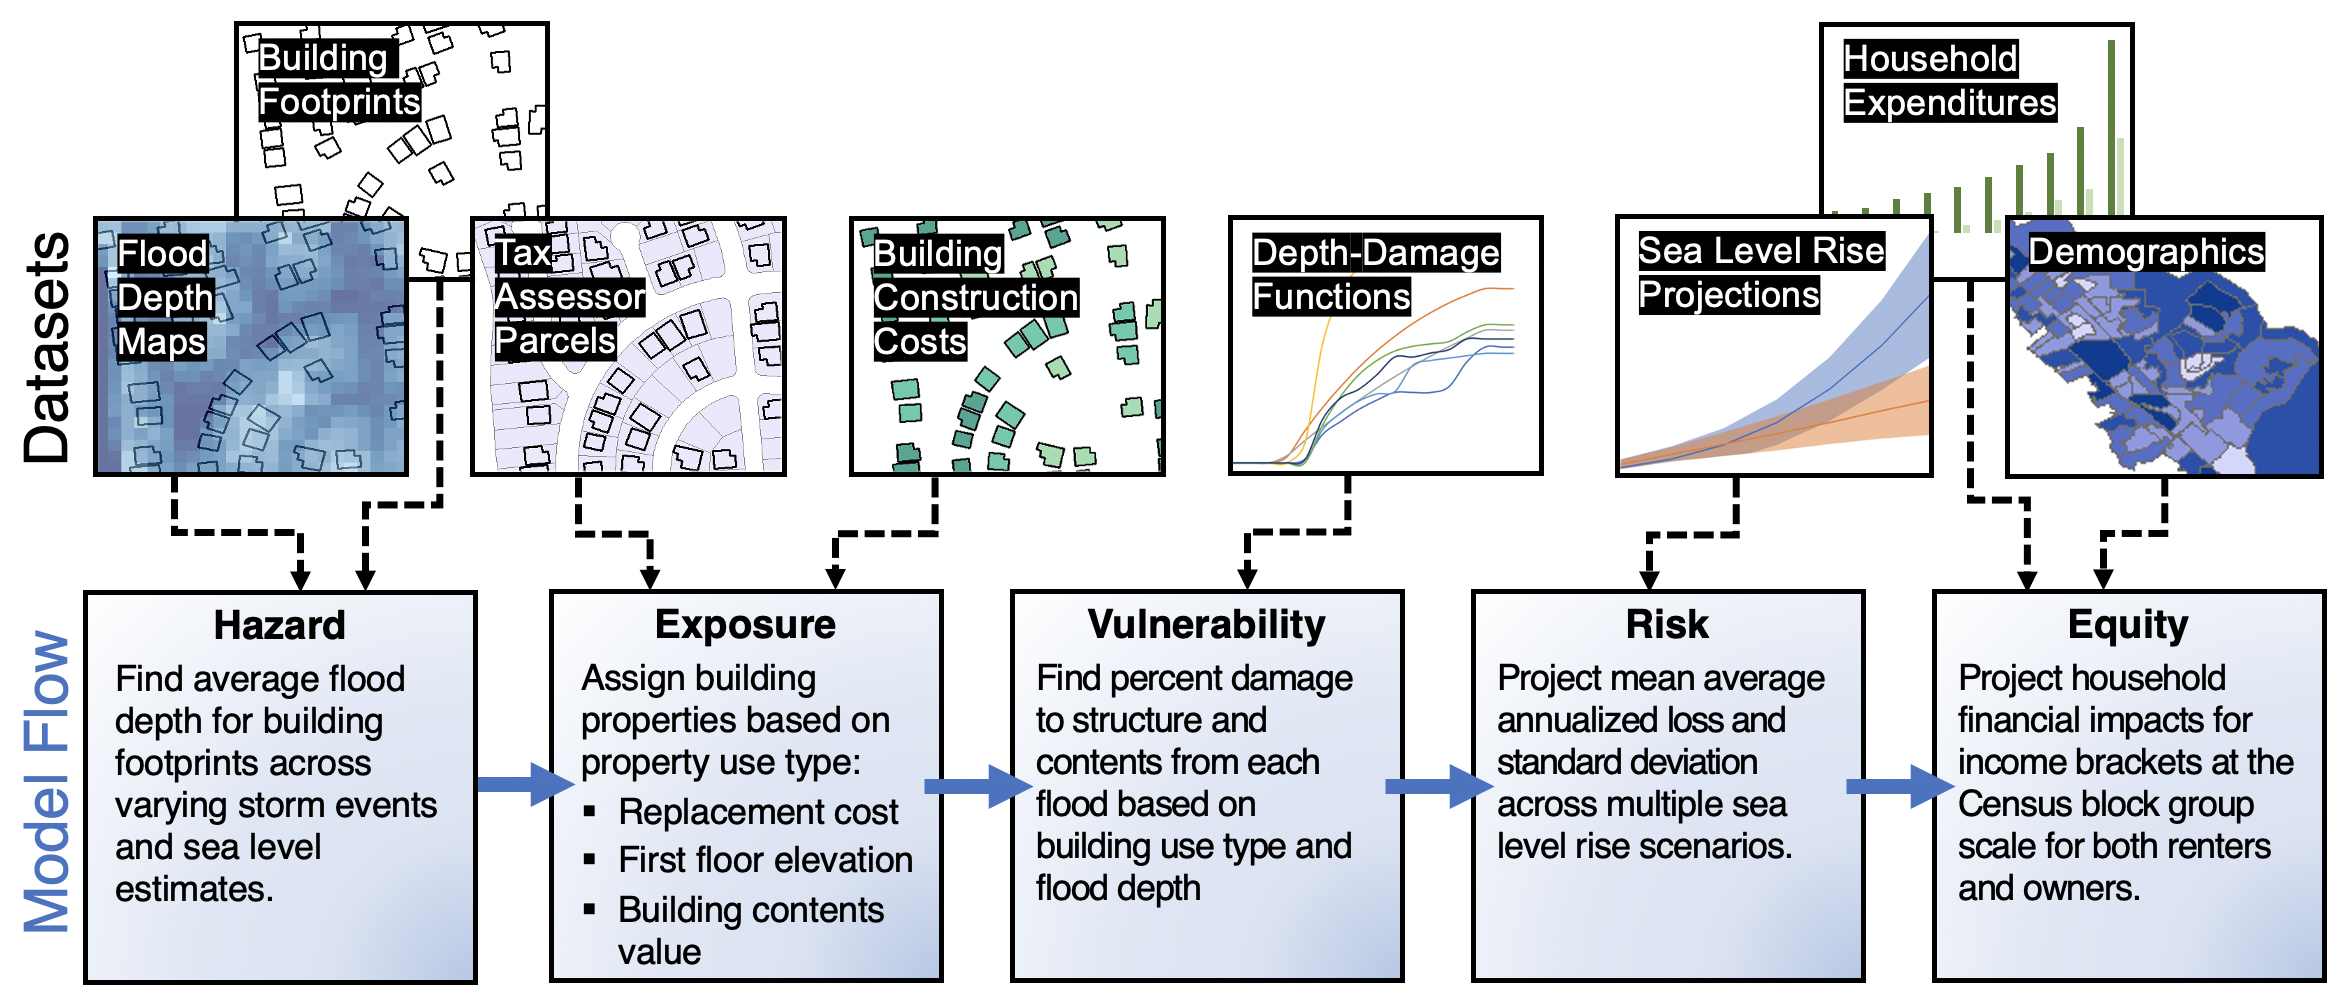 Datasets
Building
Footprints
Flood
Depth
Maps
Tax
Assessor
Parcels
Building
Construction
Costs
Depth-Damage
Functions
Sea Level Rise
Projections
Household
Expenditures
Demographics
Model Flow
Hazard
Find average flood
depth for building
footprints across
varying storm events
and sea level
estimates.
Exposure
Assign building
properties based on
property use type:
▪ Replacement cost
▪ First floor elevation
▪ Building contents
value
Vulnerability
Find percent damage
to structure and
contents from each
flood based on
building use type and
flood depth
Risk
Project mean average
annualized loss and
standard deviation
across multiple sea
level rise scenarios.
Equity
Project household
financial impacts for
income brackets at the
Census block group
scale for both renters
and owners.